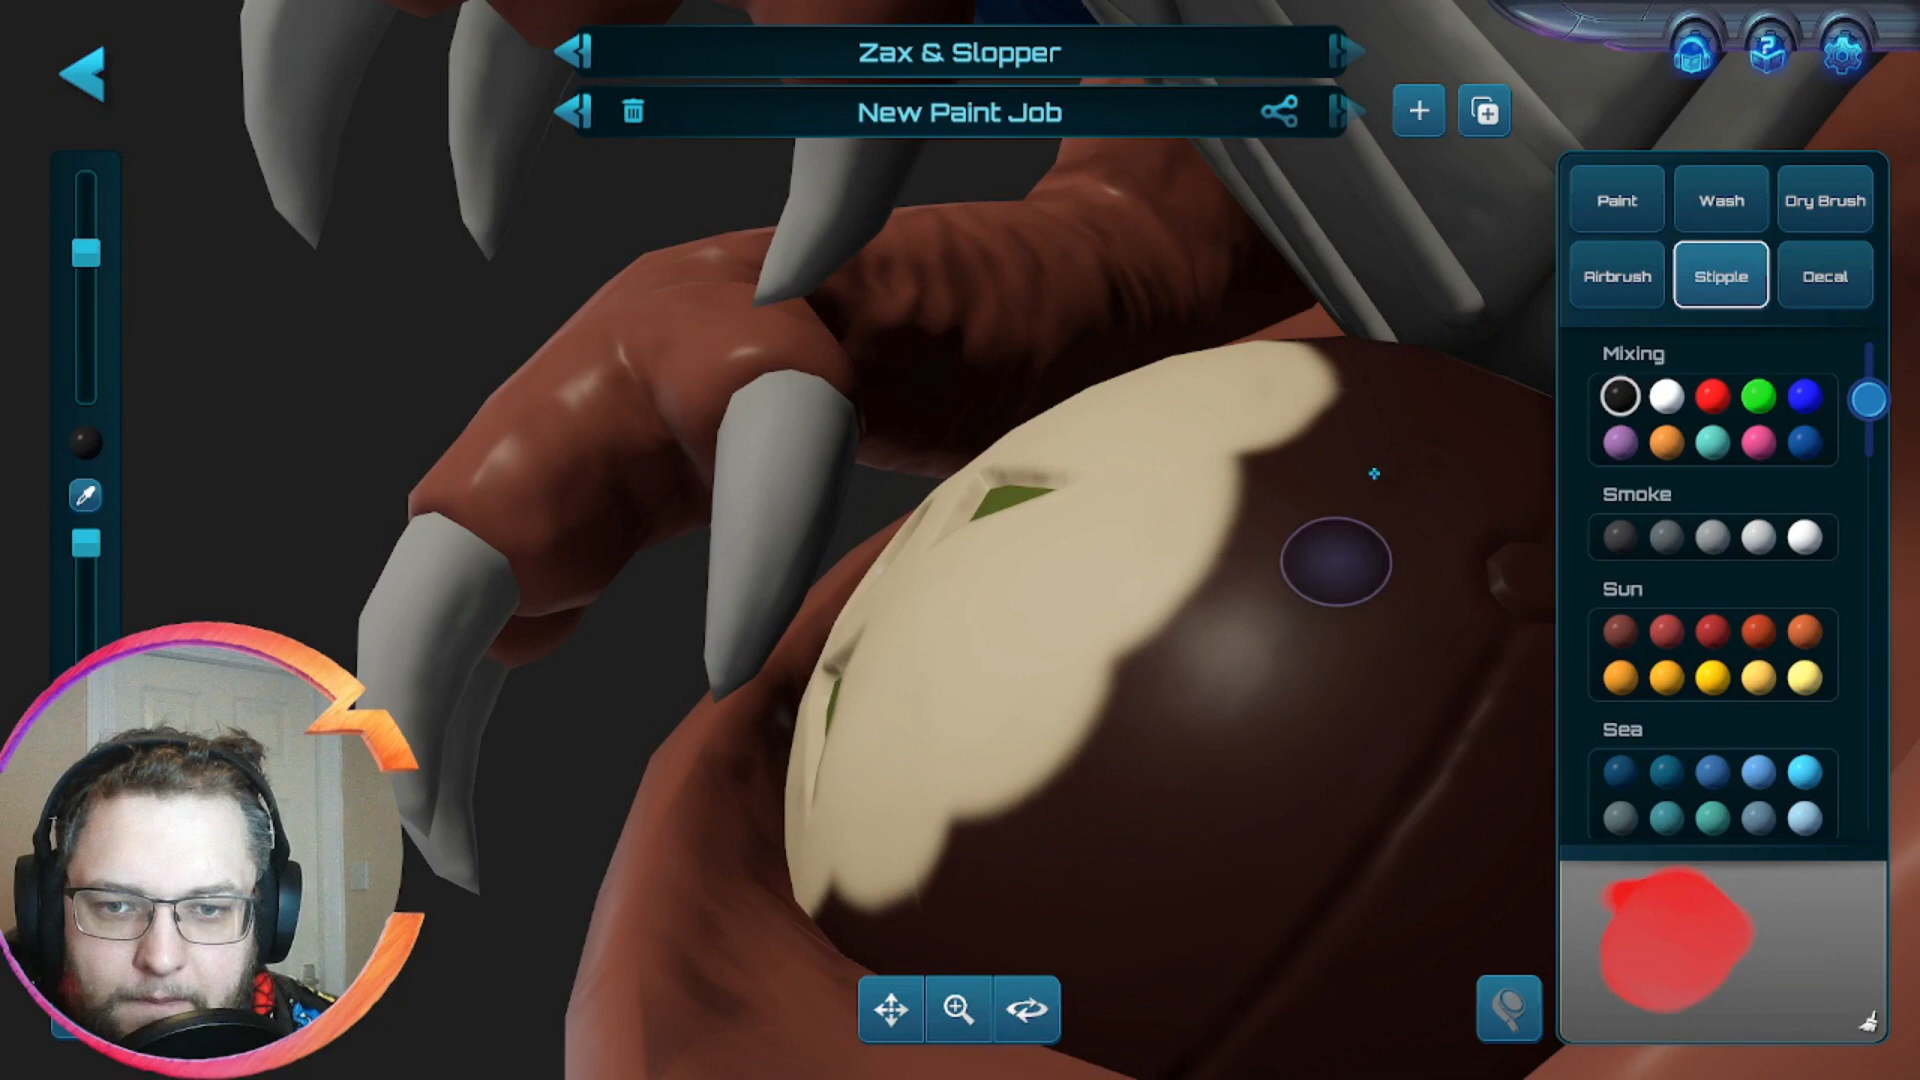 Zax & Slopper
New Paint Job
Paint
Wash
Dry Brush
Airbrush
Stipple
Decal
Mixing
Smoke
Sun
Sea